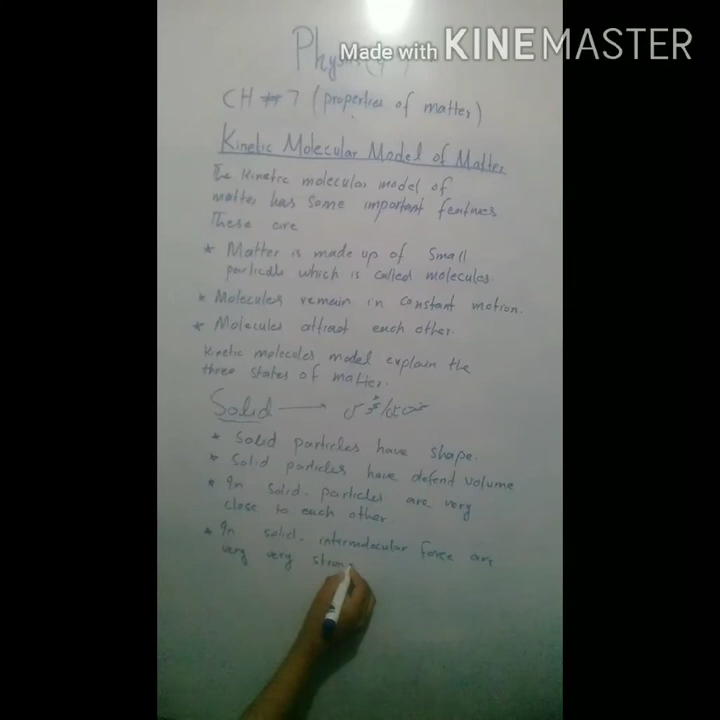 Made with KINEMASTER
CH # 7 (properties of matter)
Kinetic Molecular Model of Matter
The kinetic molecular model of
matter has some important features
These are
* Matter is made up of Small
which is called molecules.
* Molecules remain in constant motion.
* Molecules attract each other.
Kinetic molecules model explain the
three states of matter.
Solid
* Solid particles have shape.
* Solid particles have defend volume
* In solid. particles are very
close to each other.
* In solid. intermolecular force are
very very stron